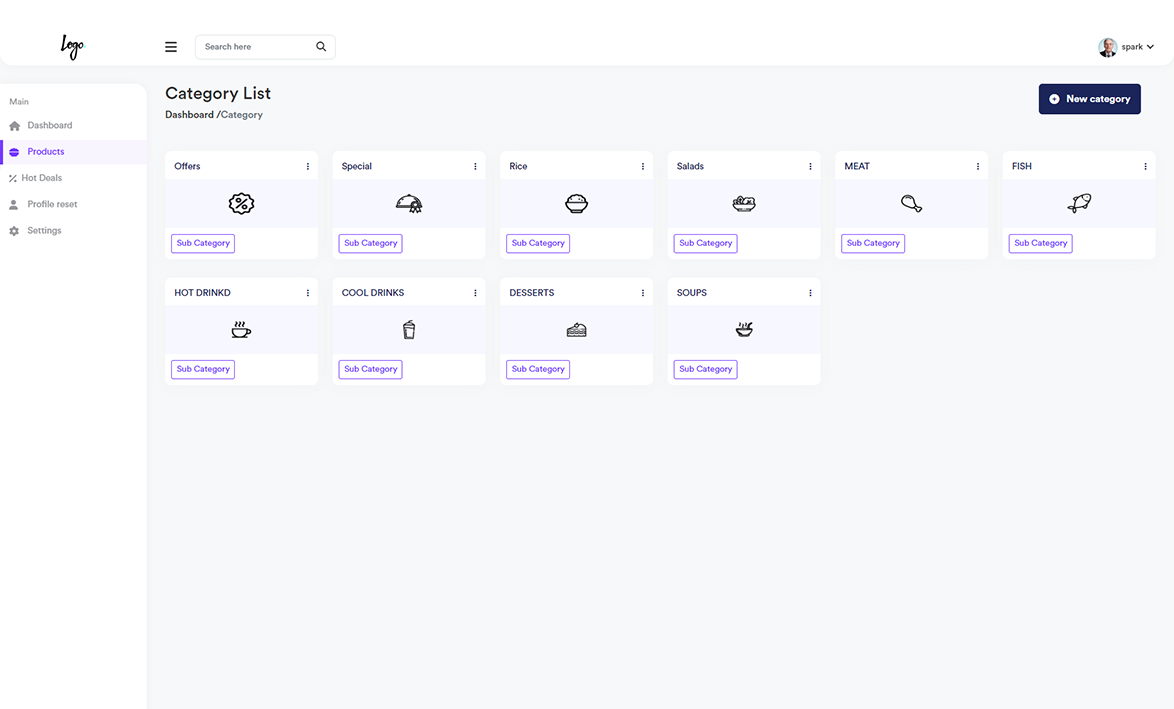 Logo.
Search here
spark
Main
Dashboard
Products
Hot Deals
Profile reset
Settings
Category List
Dashboard /Category
New category
Offers
Special
Rice
Salads
MEAT
FISH
Sub Category
Sub Category
Sub Category
Sub Category
Sub Category
Sub Category
HOT DRINKD
COOL DRINKS
DESSERTS
SOUPS
Sub Category
Sub Category
Sub Category
Sub Category